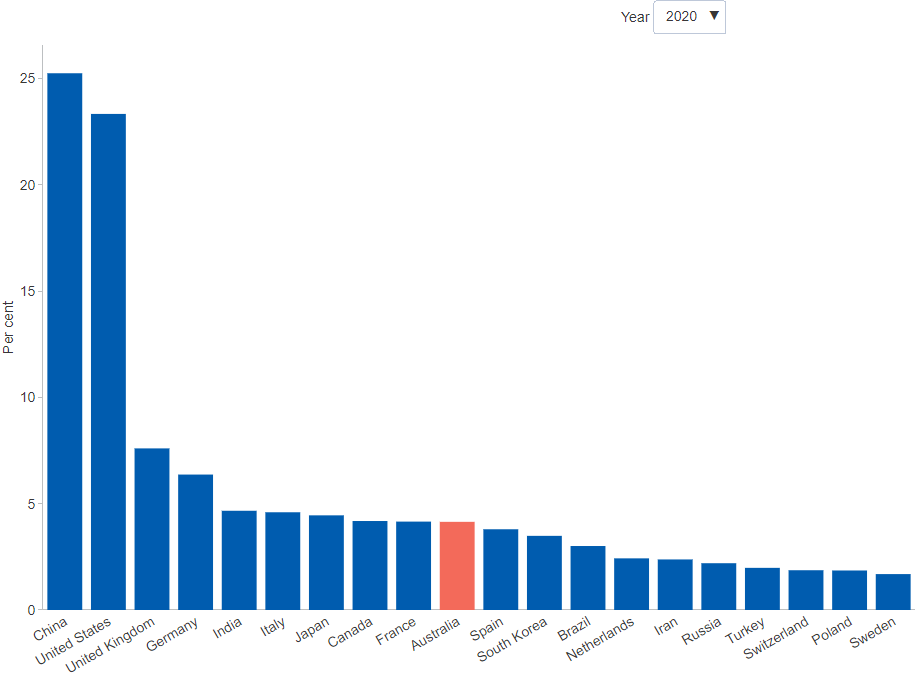 Year 2020 ▼
25
20
15
10
5
0
Per cent
China
United States
United Kingdom
Germany
India
Italy
Japan
Canada
France
Australia
Spain
South Korea
Brazil
Netherlands
Iran
Russia
Turkey
Switzerland
Poland
Sweden